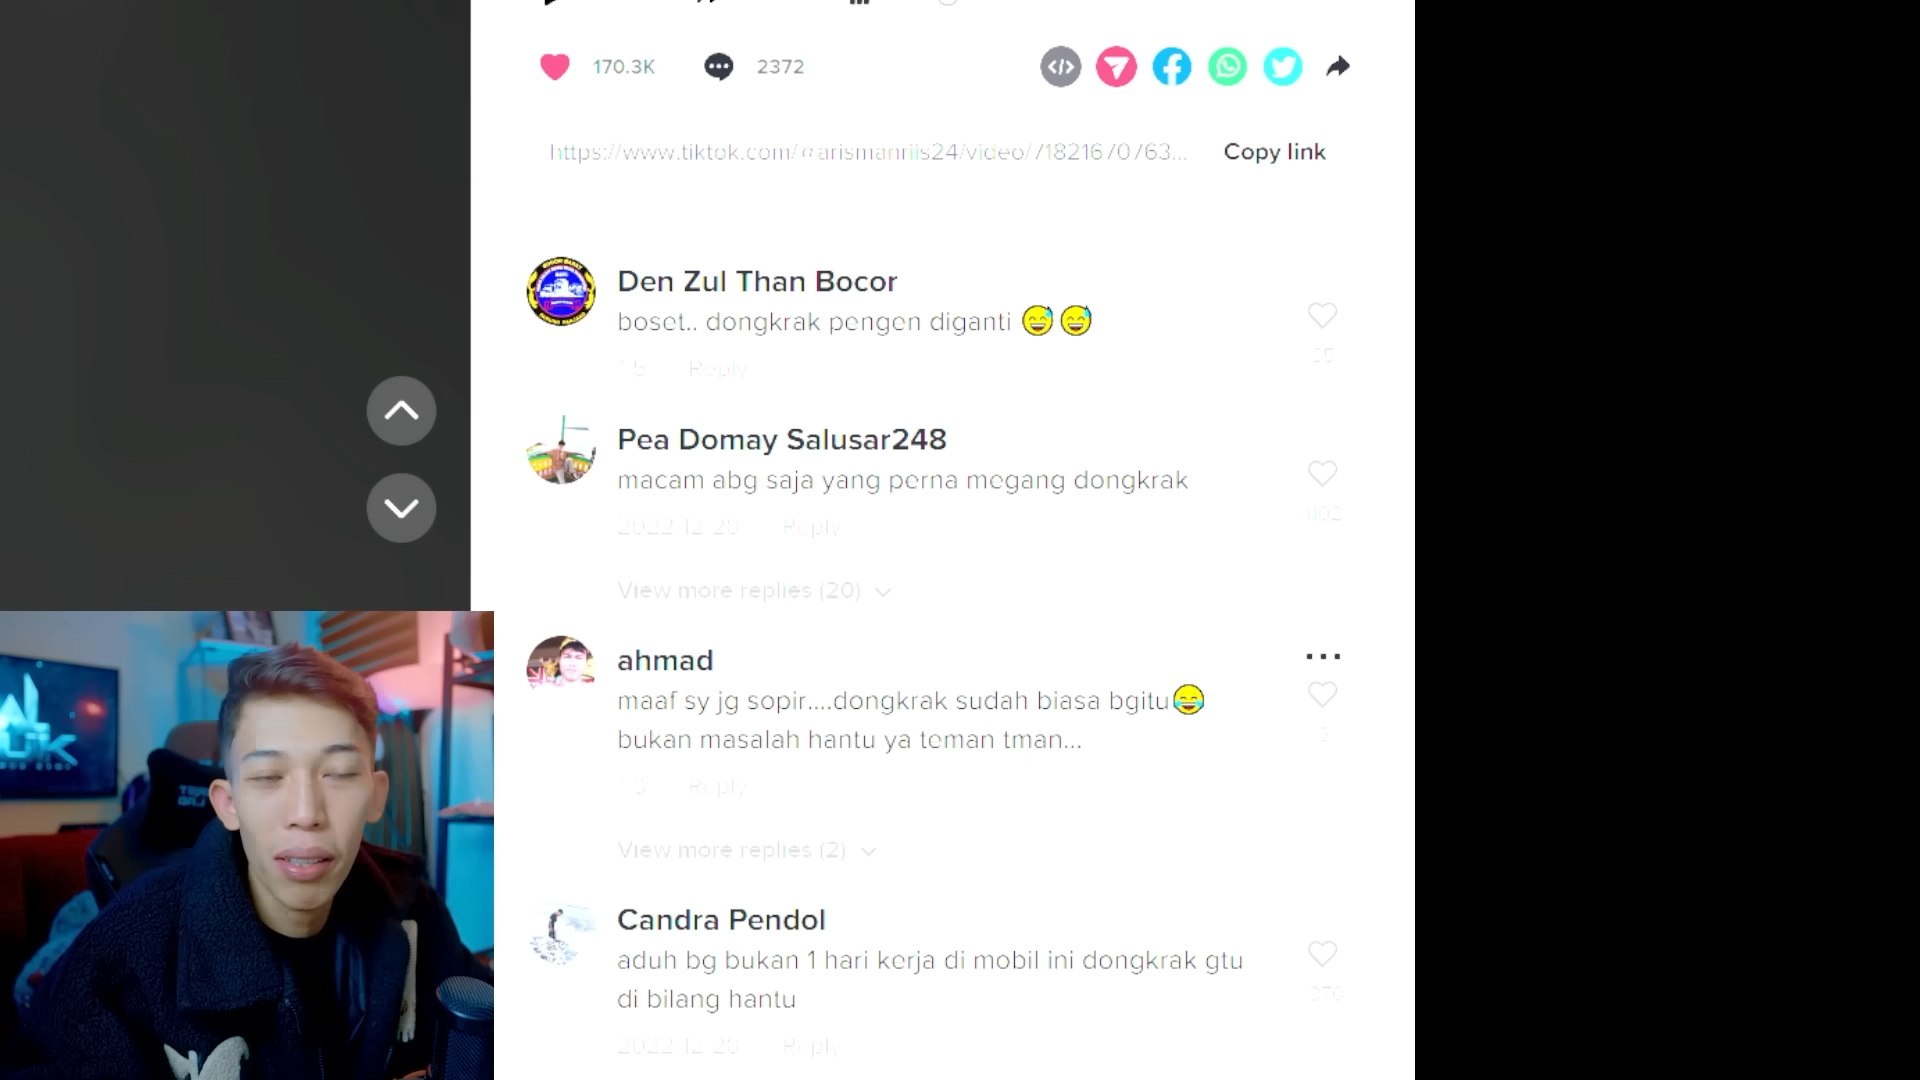 170.3K 2372
https://www.tiktok.com/@arismanriis24/video/7182167076​3... Copy link
Den Zul Than Bocor
boset.. dongkrak pengen diganti 😅😅
Reply
Pea Domay Salusar248
macam abg saja yang perna megang dongkrak
2022-12-28 Reply
View more replies (20)
ahmad
maaf sy jg sopir....dongkrak sudah biasa bgitu😂
bukan masalah hantu ya teman tman...
Reply
View more replies (2)
Candra Pendol
aduh bg bukan 1 hari kerja di mobil ini dongkrak gtu
di bilang hantu
2022-12-28 Reply